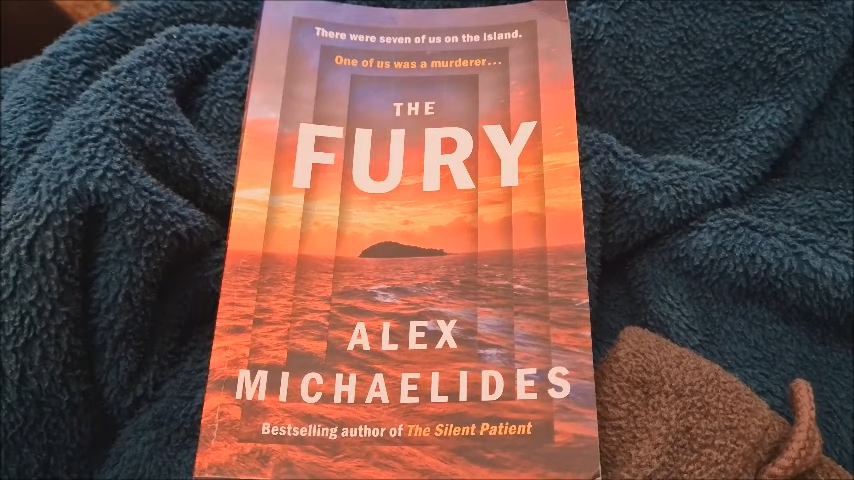 There were seven of us on the island.
One of us was a murderer...
THE
FURY
ALEX
MICHAELIDES
Bestselling author of The Silent Patient